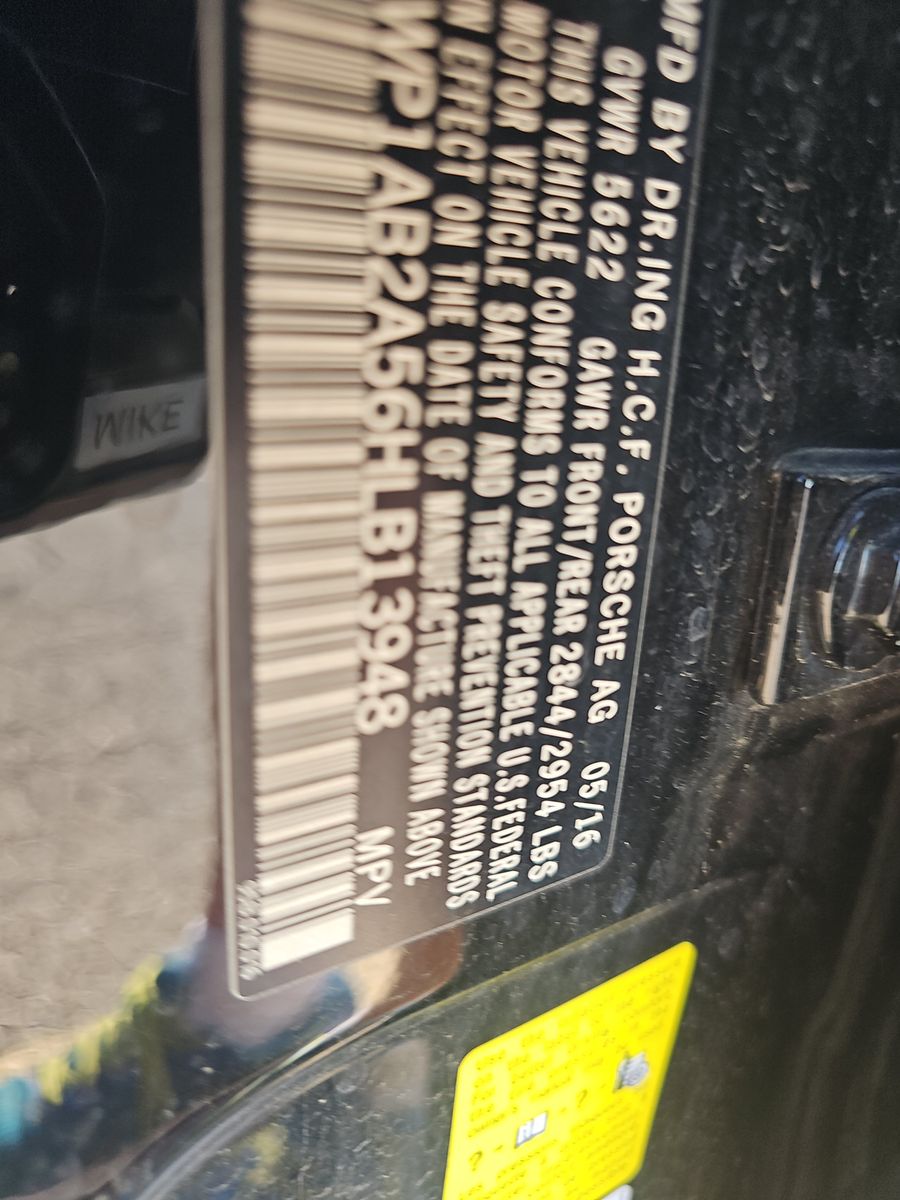 MFD BY DR.ING H.C.F. PORSCHE AG 05/16
GVWR 5622 GAWR FRONT/REAR 2844/2954 LBS
THIS VEHICLE CONFORMS TO ALL APPLICABLE U.S.FEDERAL
MOTOR VEHICLE SAFETY AND THEFT PREVENTION STANDARDS
IN EFFECT ON THE DATE OF MANUFACTURE SHOWN ABOVE
WP1AB2A56HLB13948 MPV
WIKE